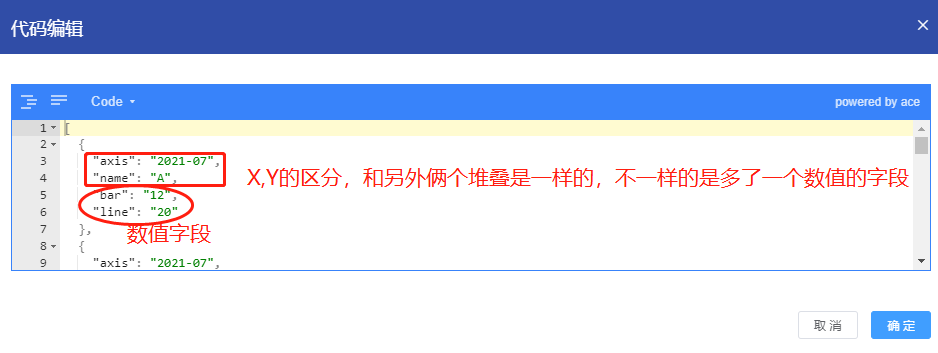 代码编辑
×
Code
powered by ace
1 [
2 {
3 "axis": "2021-07",
4 "name": "A",
X,Y的区分，和另外俩个堆叠是一样的，不一样的是多了一个数值的字段
5 "bar": "12",
6 "line": "20"
7 },
数值字段
8 {
9 "axis": "2021-07",
取消 确定